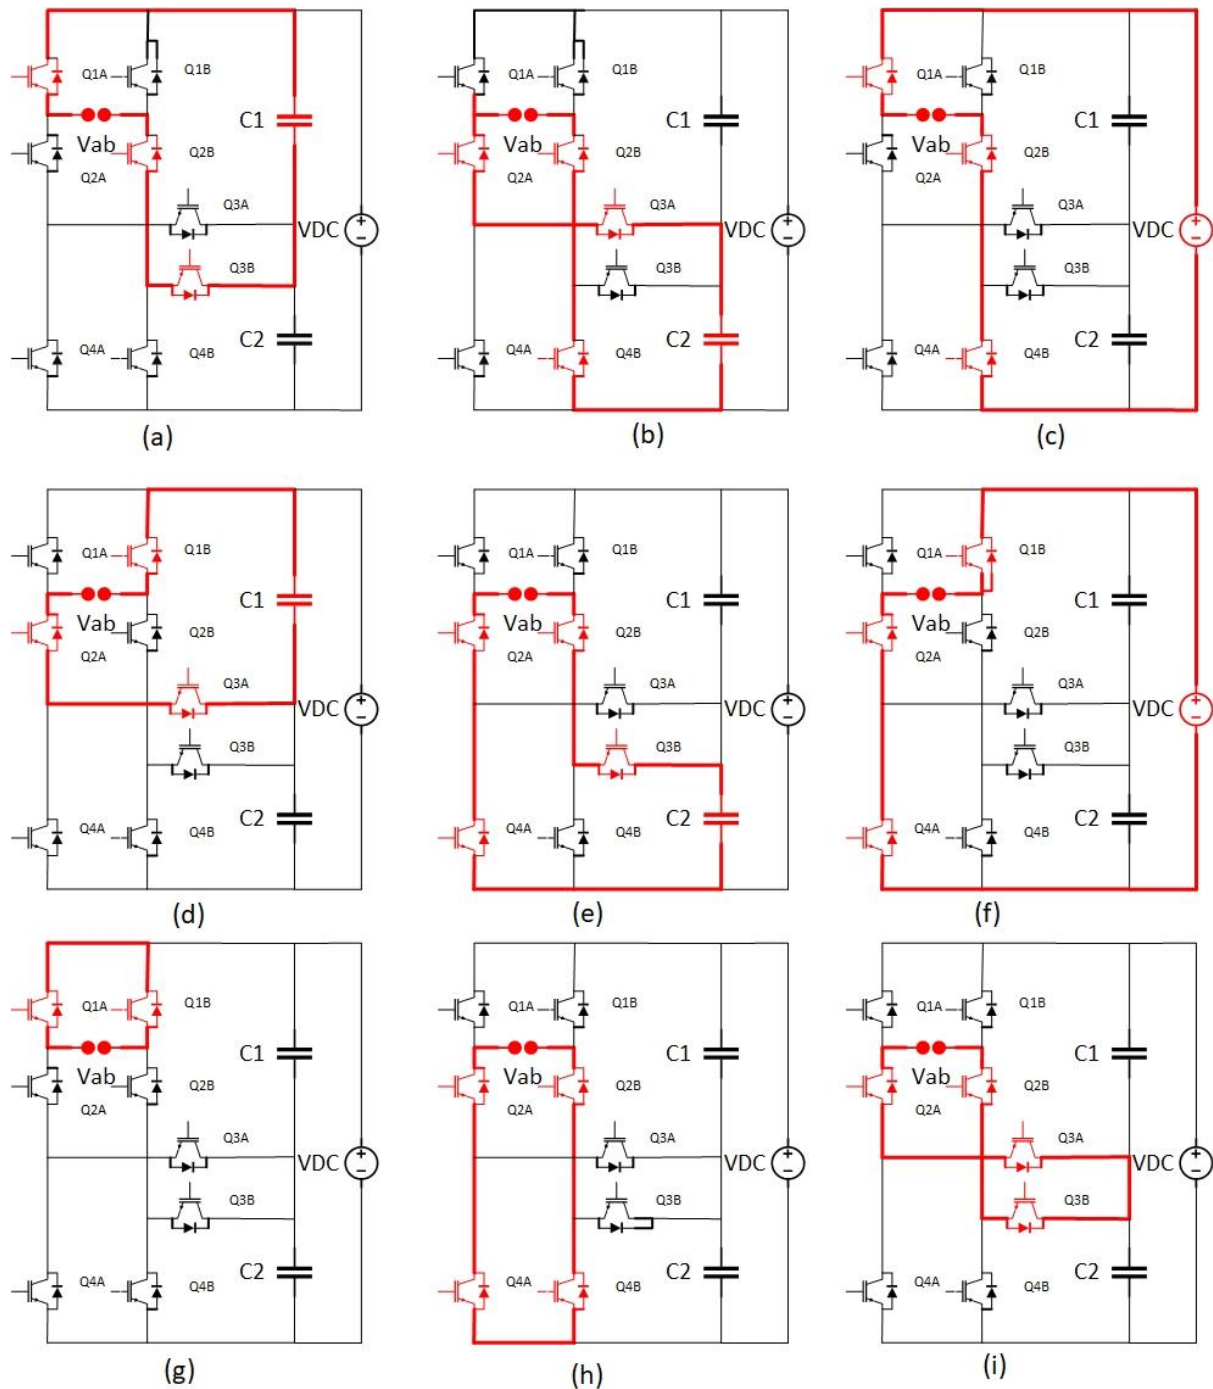 Q1A Q1B Q1A Q1B Q1A Q1B
C1 C1 C1
Vab Q2B Vab Q2B Vab Q2B
Q2A Q2A Q2A
Q3A Q3A Q3A
VDC + − VDC + − VDC + −
Q3B Q3B Q3B
C2 C2 C2
Q4A Q4B Q4A Q4B Q4A Q4B
(a) (b) (c)
Q1A Q1B Q1A Q1B Q1A Q1B
C1 C1 C1
Vab Q2B Vab Q2B Vab Q2B
Q2A Q2A Q2A
Q3A Q3A Q3A
VDC + − VDC + − VDC + −
Q3B Q3B Q3B
C2 C2 C2
Q4A Q4B Q4A Q4B Q4A Q4B
(d) (e) (f)
Q1A Q1B Q1A Q1B Q1A Q1B
C1 C1 C1
Vab Q2B Vab Q2B Vab Q2B
Q2A Q2A Q2A
Q3A Q3A Q3A
VDC + − VDC + − VDC + −
Q3B Q3B Q3B
C2 C2 C2
Q4A Q4B Q4A Q4B Q4A Q4B
(g) (h) (i)